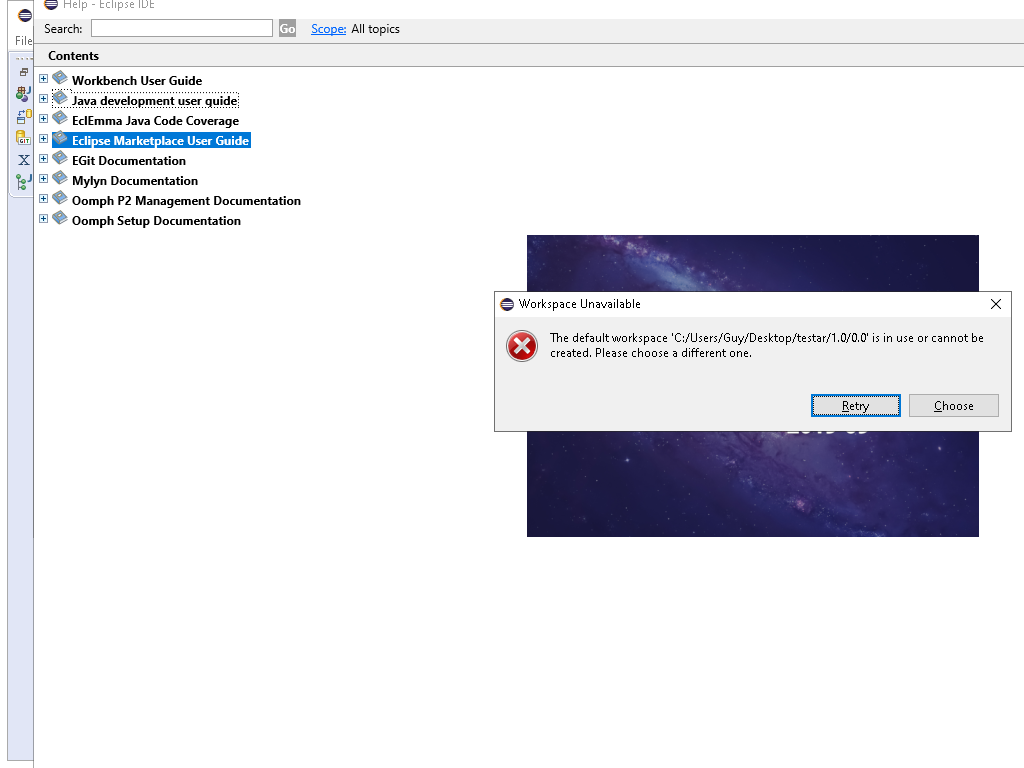 Help - Eclipse IDE
File
Search:
Go
Scope: All topics
Contents
Workbench User Guide
Java development user guide
EclEmma Java Code Coverage
Eclipse Marketplace User Guide
EGit Documentation
Mylyn Documentation
Oomph P2 Management Documentation
Oomph Setup Documentation
GIT
X
Workspace Unavailable
The default workspace 'C:/Users/Guy/Desktop/testar/1.0/0.0' is in use or cannot be
created. Please choose a different one.
Retry
Choose